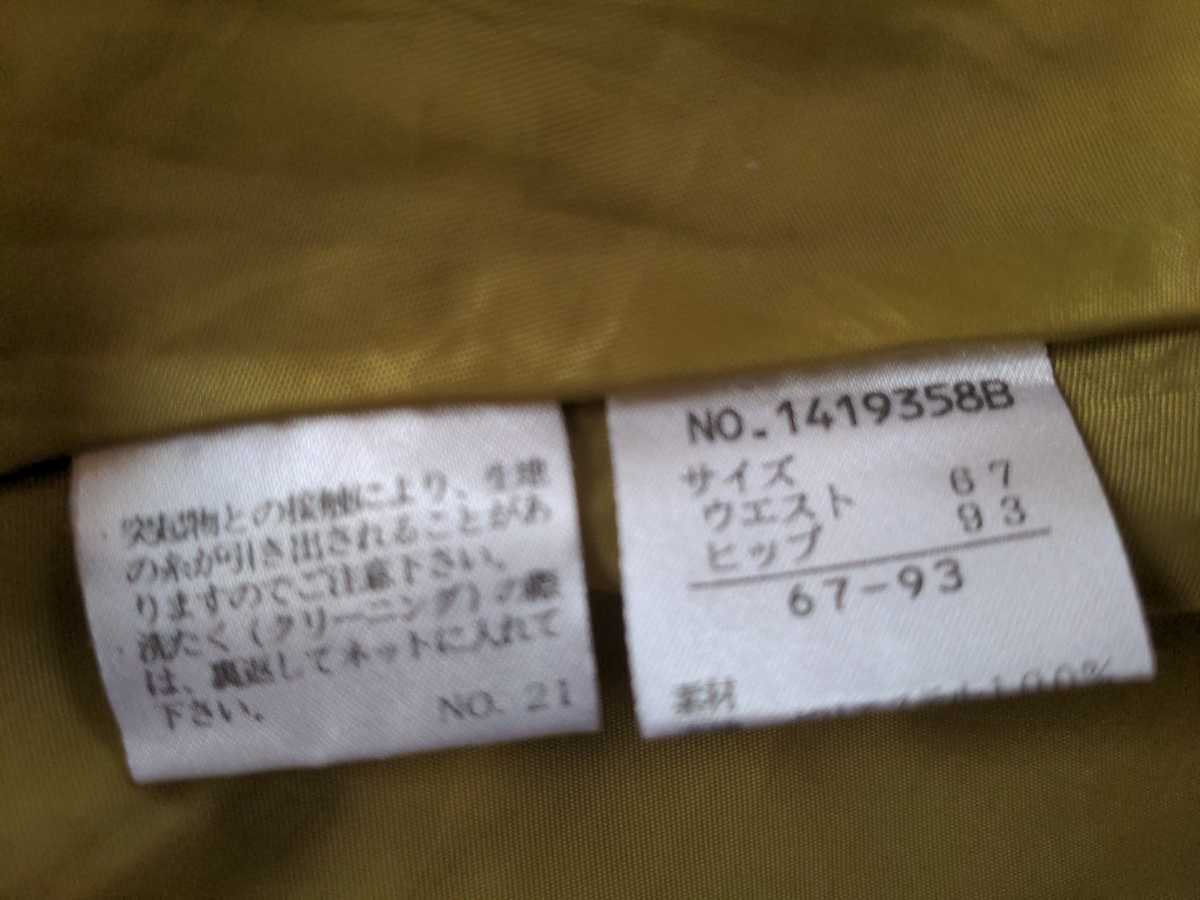 ・突起物との接触により、生地
の糸が引き出されることがあ
りますのでご注意下さい。
・洗たく(クリーニング)の際
は、裏返してネットに入れて
下さい。
NO. 21
NO.1419358B
サイズ
ウエスト 67
ヒップ 93
67-93
素材
100%